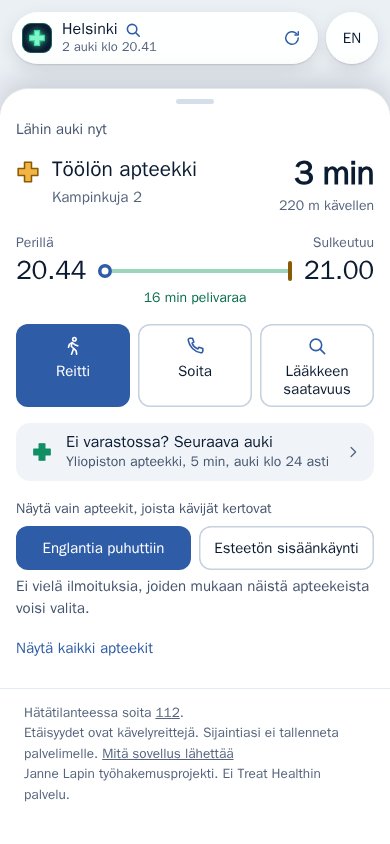 Helsinki
2 auki klo 20.41
EN
Lähin auki nyt
Töölön apteekki
3 min
Kampinkuja 2
220 m kävellen
Perillä
Sulkeutuu
20.44
21.00
16 min pelivaraa
Reitti
Soita
Lääkkeen
saatavuus
Ei varastossa? Seuraava auki
Yliopiston apteekki, 5 min, auki klo 24 asti
Näytä vain apteekit, joista kävijät kertovat
Englantia puhuttiin
Esteetön sisäänkäynti
Ei vielä ilmoituksia, joiden mukaan näistä apteekeista
voisi valita.
Näytä kaikki apteekit
Hätätilanteessa soita 112.
Etäisyydet ovat kävelyreittejä. Sijaintiasi ei tallenneta
palvelimelle. Mitä sovellus lähettää
Janne Lapin työhakemusprojekti. Ei Treat Healthin
palvelu.